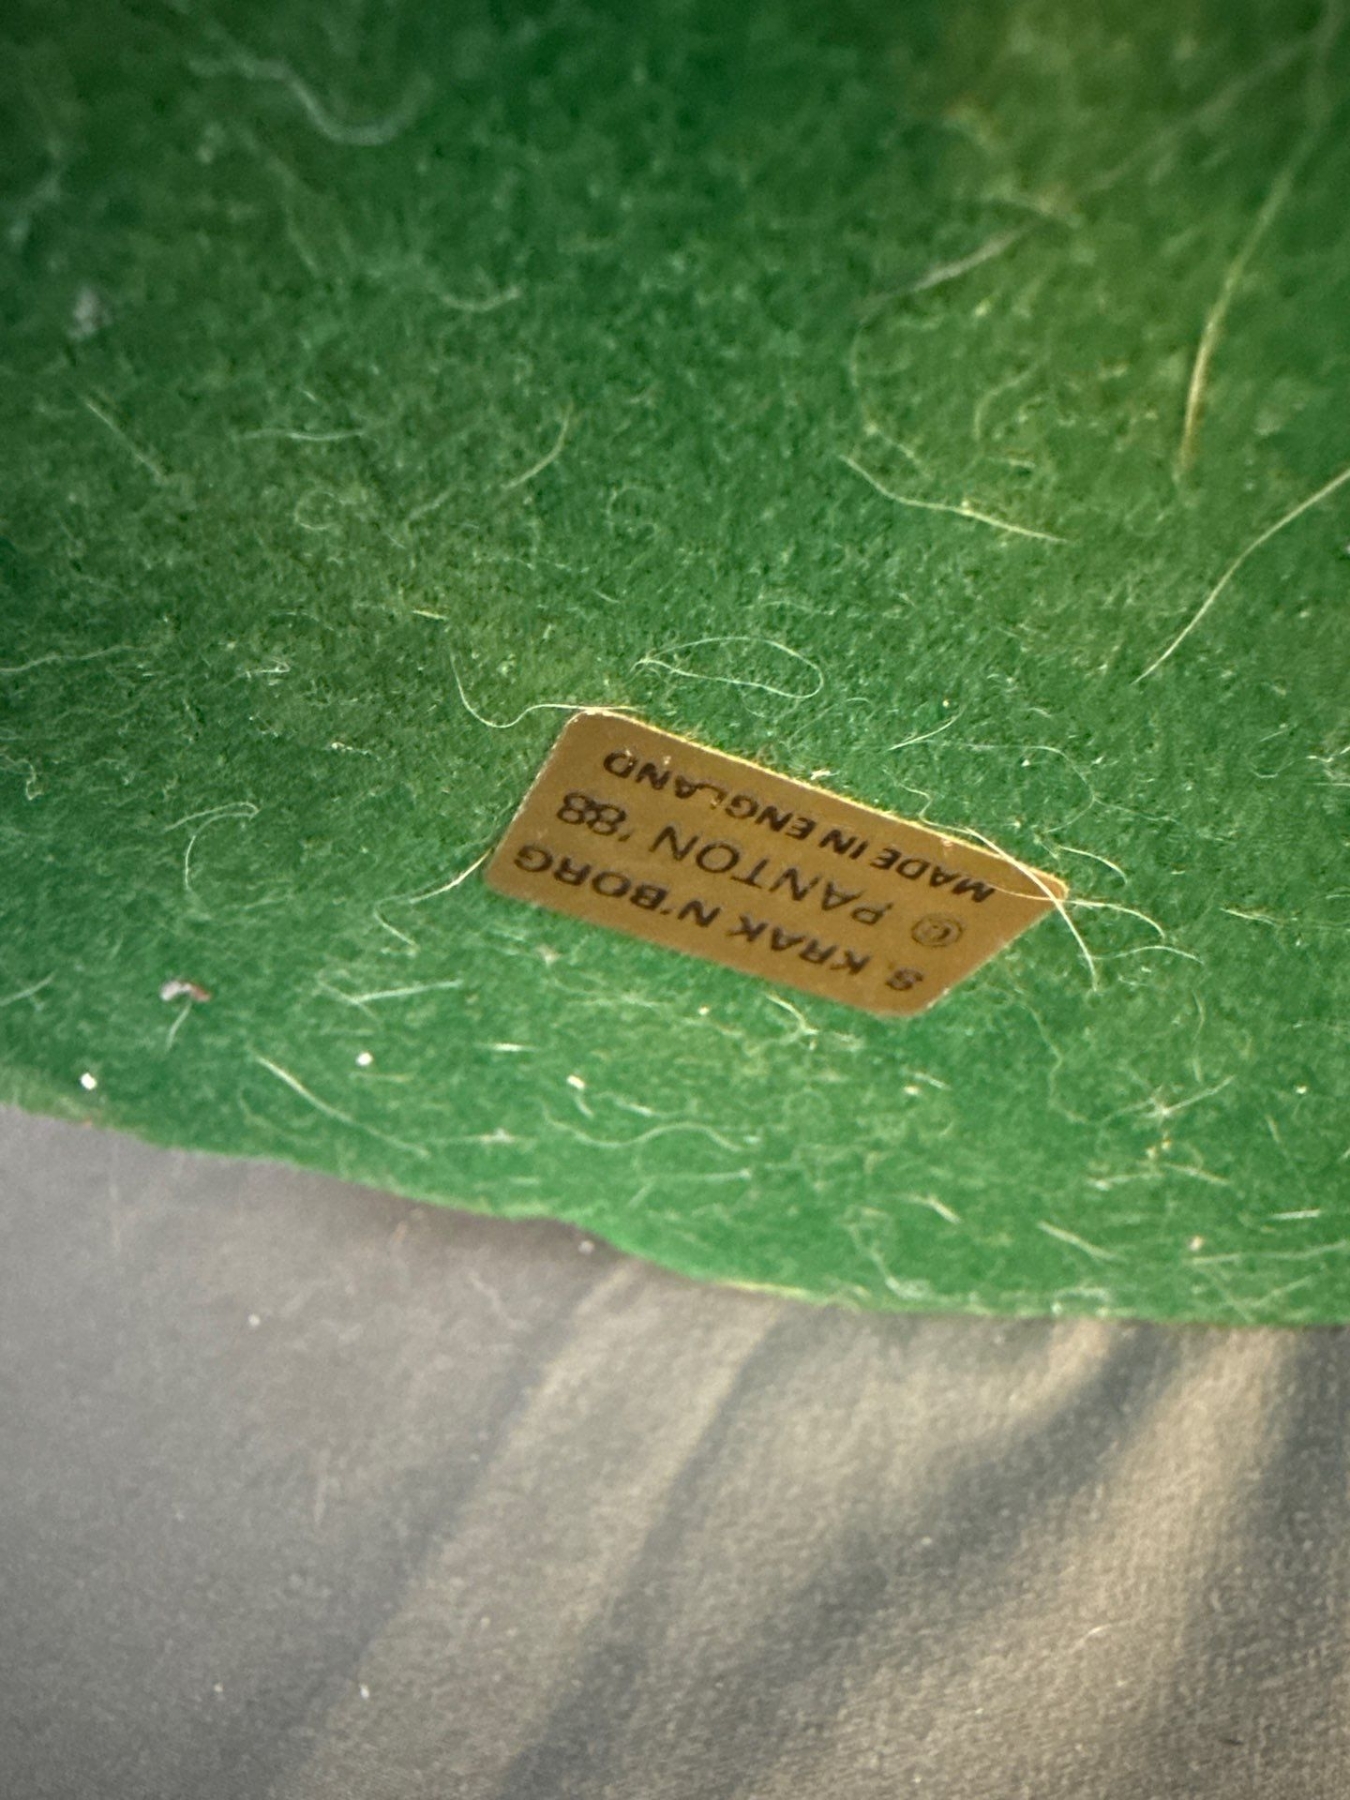 S. KRAK N'BORG
© PANTON '88
MADE IN ENGLAND